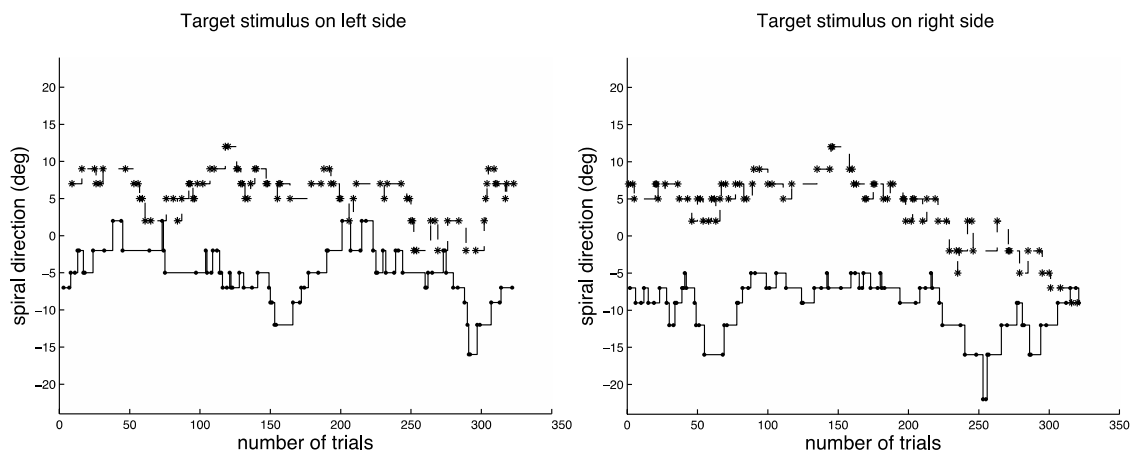 Target stimulus on left side
20
15
10
5
0
−5
−10
−15
−20
spiral direction (deg)
0 50 100 150 200 250 300 350
number of trials
Target stimulus on right side
20
15
10
5
0
−5
−10
−15
−20
spiral direction (deg)
0 50 100 150 200 250 300 350
number of trials